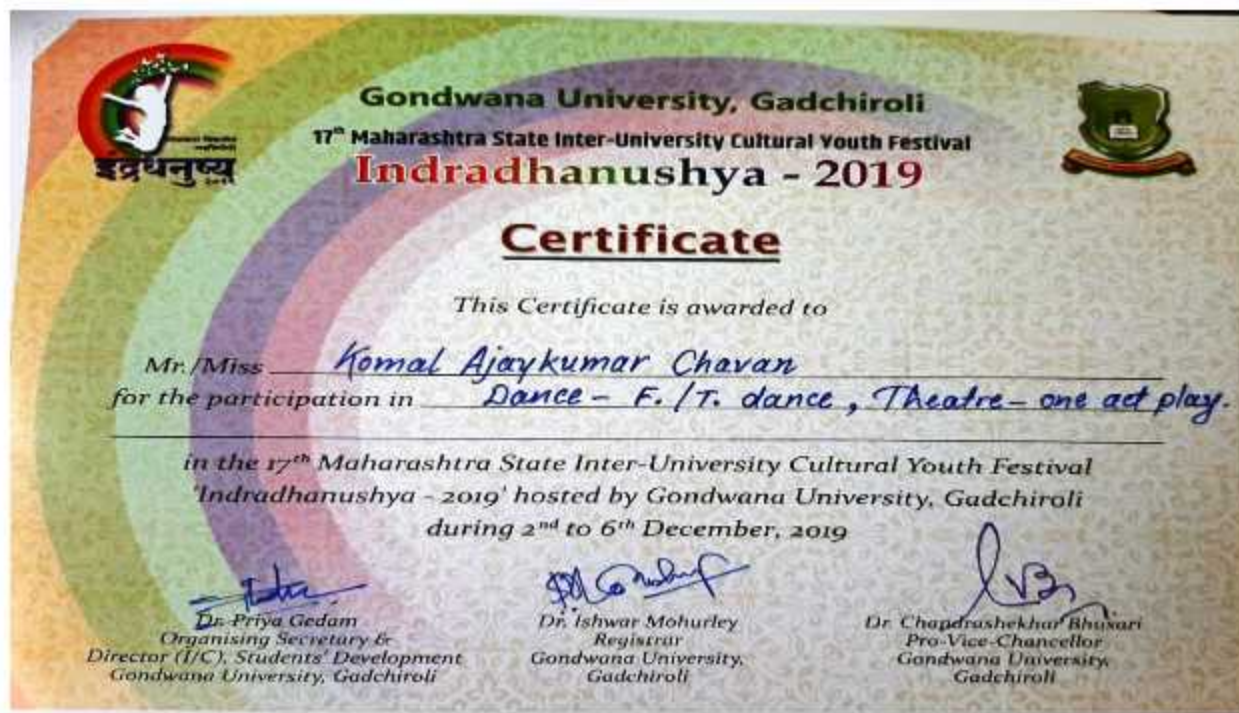 Gondwana University, Gadchiroli
17th Maharashtra State Inter-University Cultural Youth Festival
Indradhanushya - 2019
इंद्रधनुष्य
Certificate
This Certificate is awarded to
Mr./Miss Komal Ajaykumar Chavan
for the participation in Dance - F. / T. dance, Theatre - one act play.
in the 17th Maharashtra State Inter-University Cultural Youth Festival
'Indradhanushya - 2019' hosted by Gondwana University, Gadchiroli
during 2nd to 6th December, 2019
Dr. Priya Gedam
Organising Secretary &
Director (I/C), Students' Development
Gondwana University, Gadchiroli
Dr. Ishwar Mohurley
Registrar
Gondwana University,
Gadchiroli
Dr. Chandrashekhar Bhusari
Pro-Vice-Chancellor
Gondwana University,
Gadchiroli